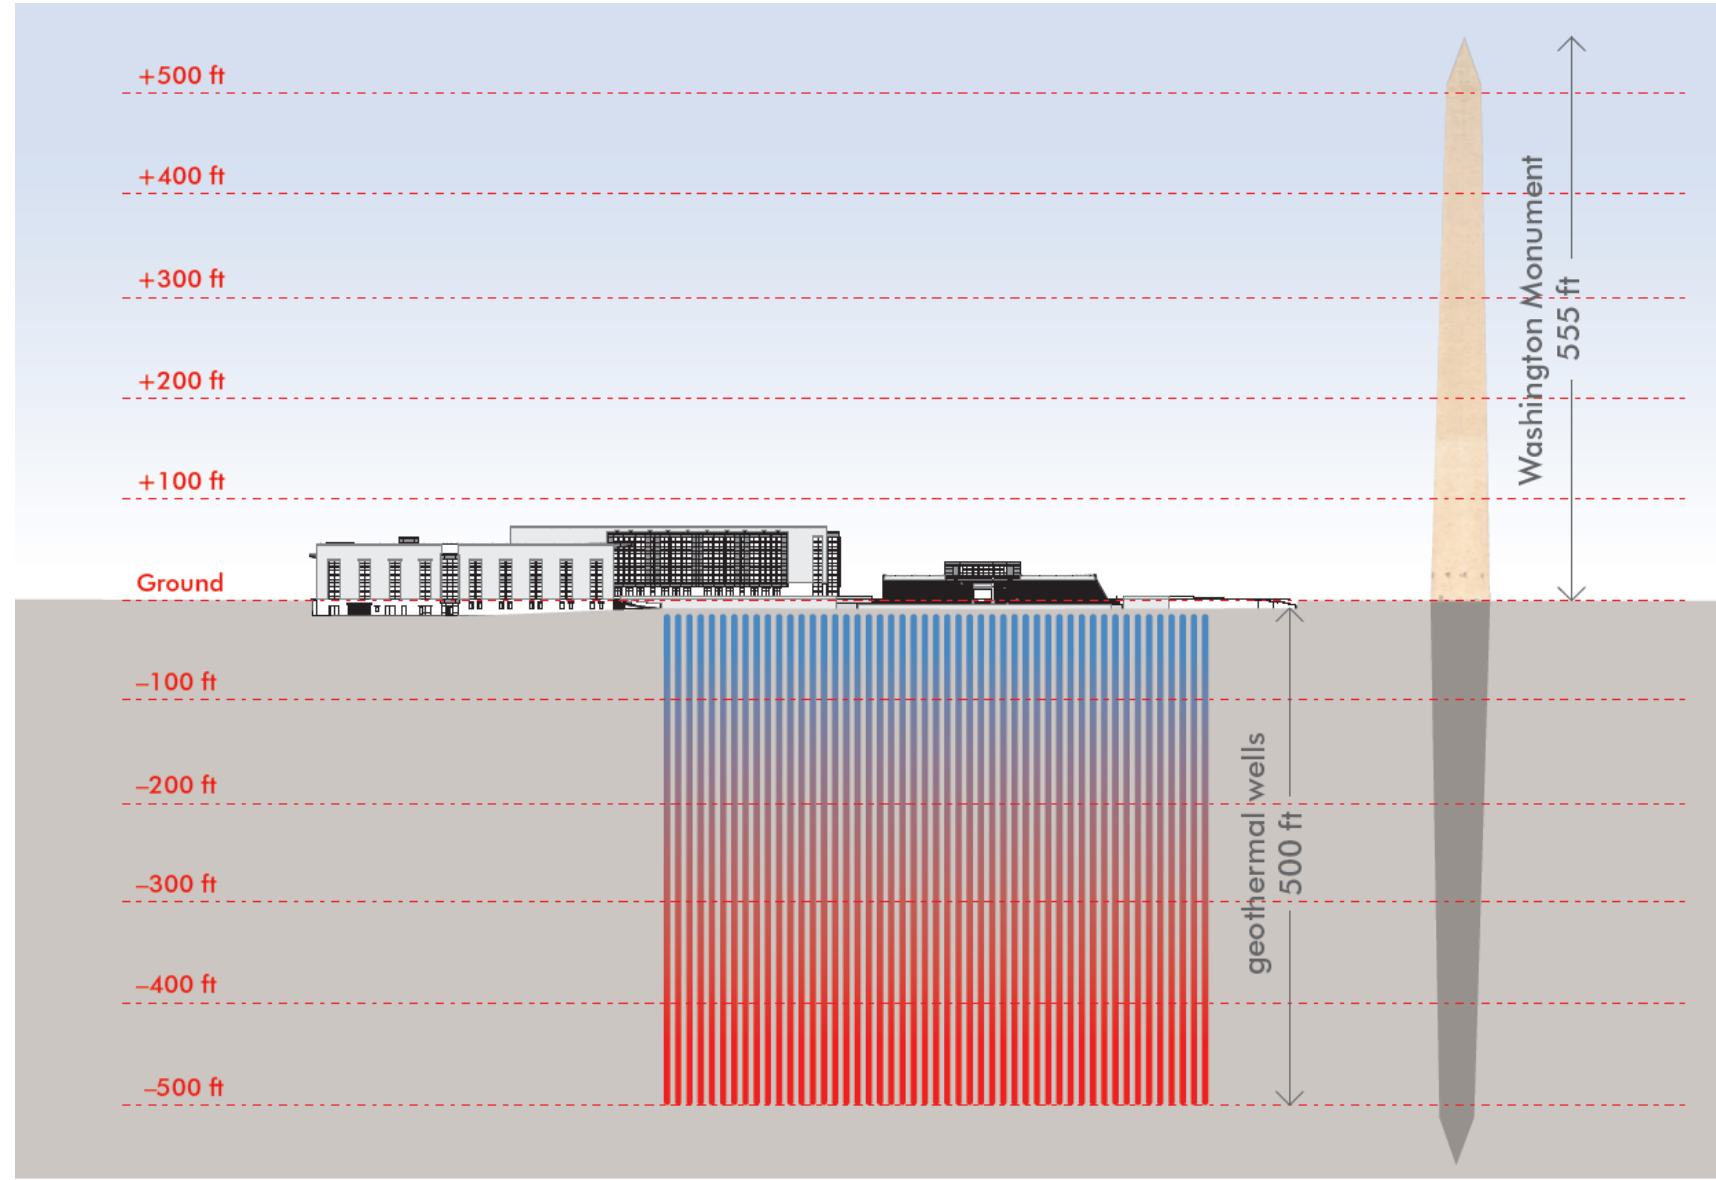 +500 ft
+400 ft
+300 ft
+200 ft
+100 ft
Ground
–100 ft
–200 ft
–300 ft
–400 ft
–500 ft
geothermal wells
500 ft
Washington Monument
555 ft